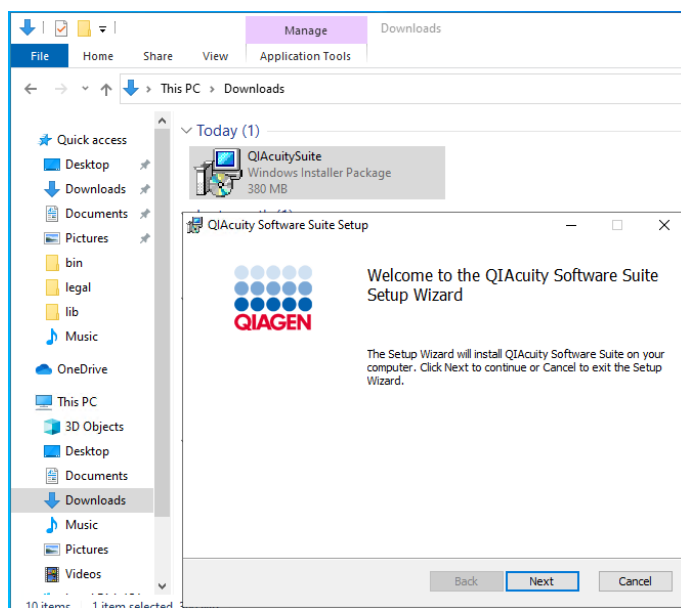 Manage
Downloads
File
Home
Share
View
Application Tools
This PC
Downloads
Quick access
Desktop
Downloads
Documents
Pictures
bin
legal
lib
Music
OneDrive
This PC
3D Objects
Desktop
Documents
Downloads
Music
Pictures
Videos
10 items
1 item selected
Today (1)
QIAcuitySuite
Windows Installer Package
380 MB
QIAcuity Software Suite Setup
QIAGEN
Welcome to the QIAcuity Software Suite
Setup Wizard
The Setup Wizard will install QIAcuity Software Suite on your
computer. Click Next to continue or Cancel to exit the Setup
Wizard.
Back
Next
Cancel